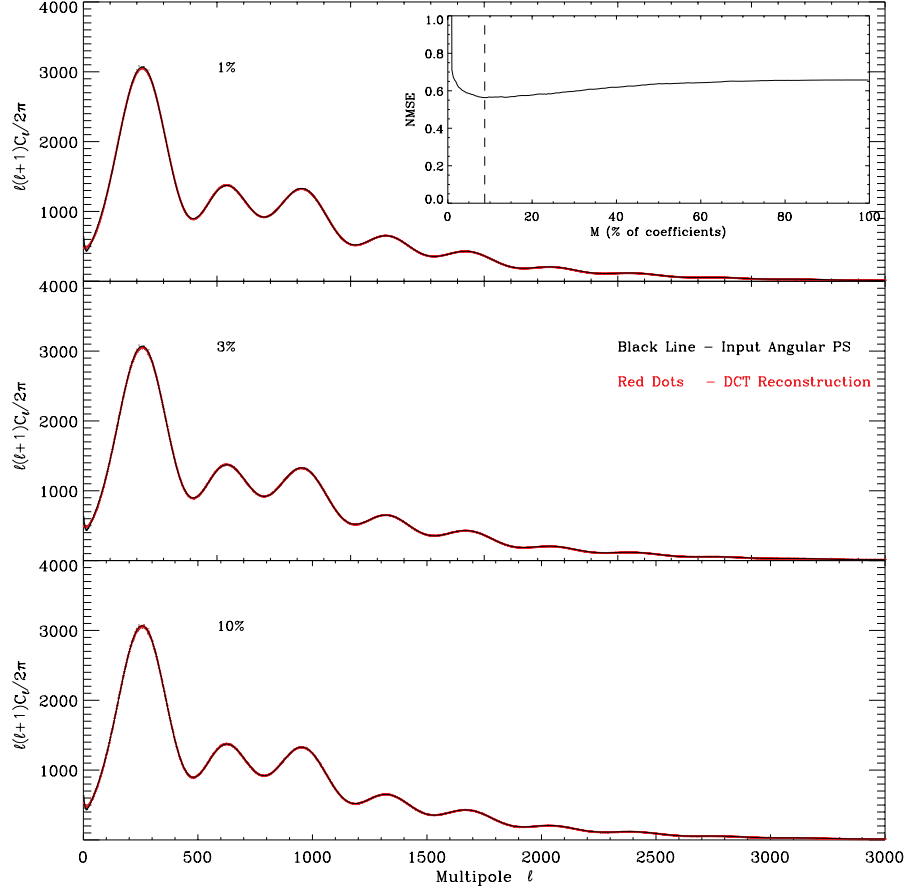 4000
3000
2000
1000
ℓ(ℓ+1)Cℓ/2π
1%
1.0
0.8
0.6
0.4
0.2
0.0
NMSE
0 20 40 60 80 100
M (% of coefficients)
4000
3000
2000
1000
ℓ(ℓ+1)Cℓ/2π
3%
Black Line – Input Angular PS
Red Dots – DCT Reconstruction
4000
3000
2000
1000
ℓ(ℓ+1)Cℓ/2π
10%
0 500 1000 1500 2000 2500 3000 3000
Multipole ℓ